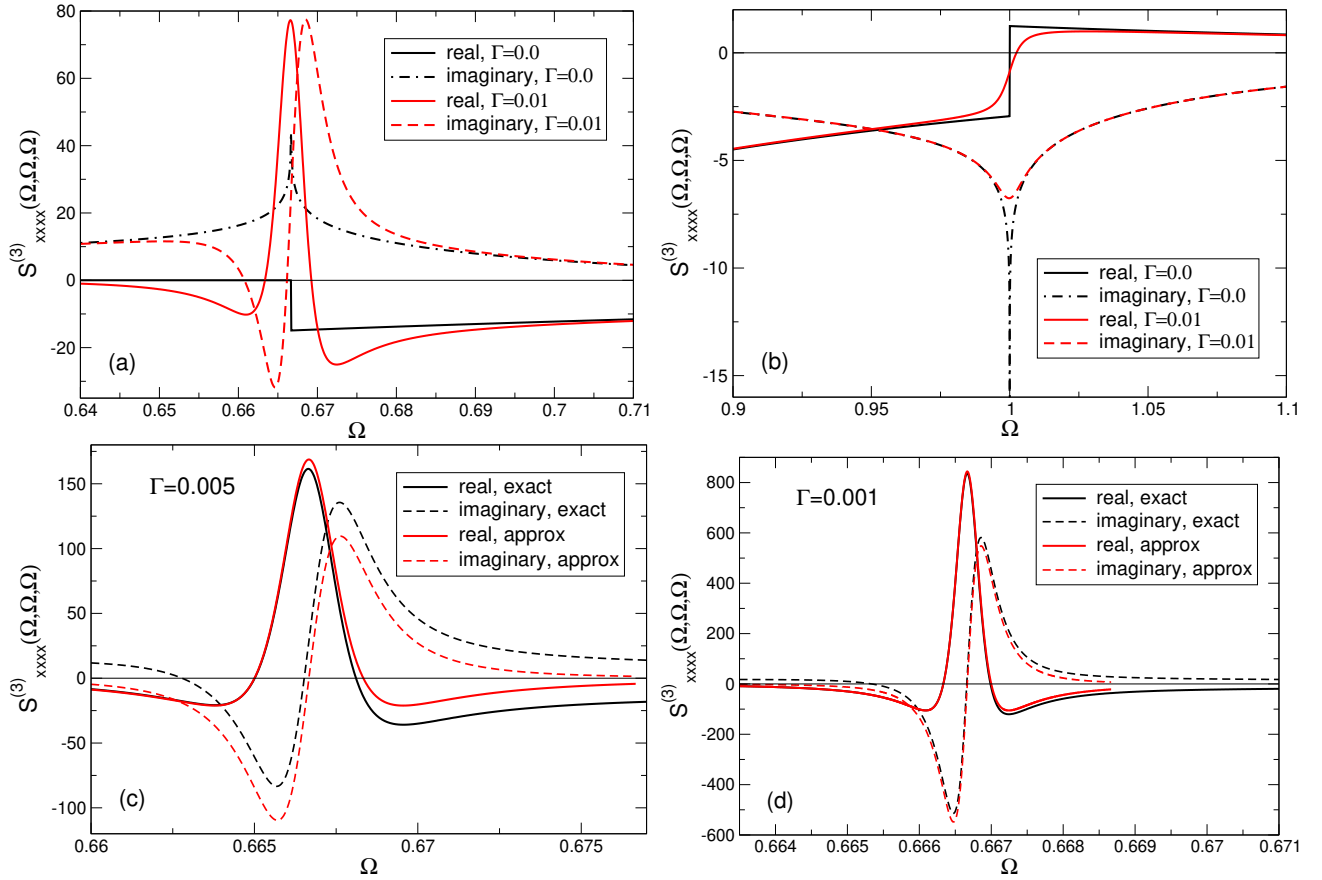 80
60
40
20
0
-20
S(3)xxxx(Ω,Ω,Ω,Ω)
real, Γ=0.0
imaginary, Γ=0.0
real, Γ=0.01
imaginary, Γ=0.01
(a)
0.64 0.65 0.66 0.67 0.68 0.69 0.7 0.71
Ω
0
-5
-10
-15
S(3)xxxx(Ω,Ω,Ω,Ω)
real, Γ=0.0
imaginary, Γ=0.0
real, Γ=0.01
imaginary, Γ=0.01
(b)
0.9 0.95 1 1.05 1.1
Ω
150
100
50
0
-50
-100
S(3)xxxx(Ω,Ω,Ω,Ω)
Γ=0.005
real, exact
imaginary, exact
real, approx
imaginary, approx
(c)
0.66 0.665 0.67 0.675
Ω
800
600
400
200
0
-200
-400
-600
S(3)xxxx(Ω,Ω,Ω,Ω)
Γ=0.001
real, exact
imaginary, exact
real, approx
imaginary, approx
(d)
0.664 0.665 0.666 0.667 0.668 0.669 0.67 0.671
Ω